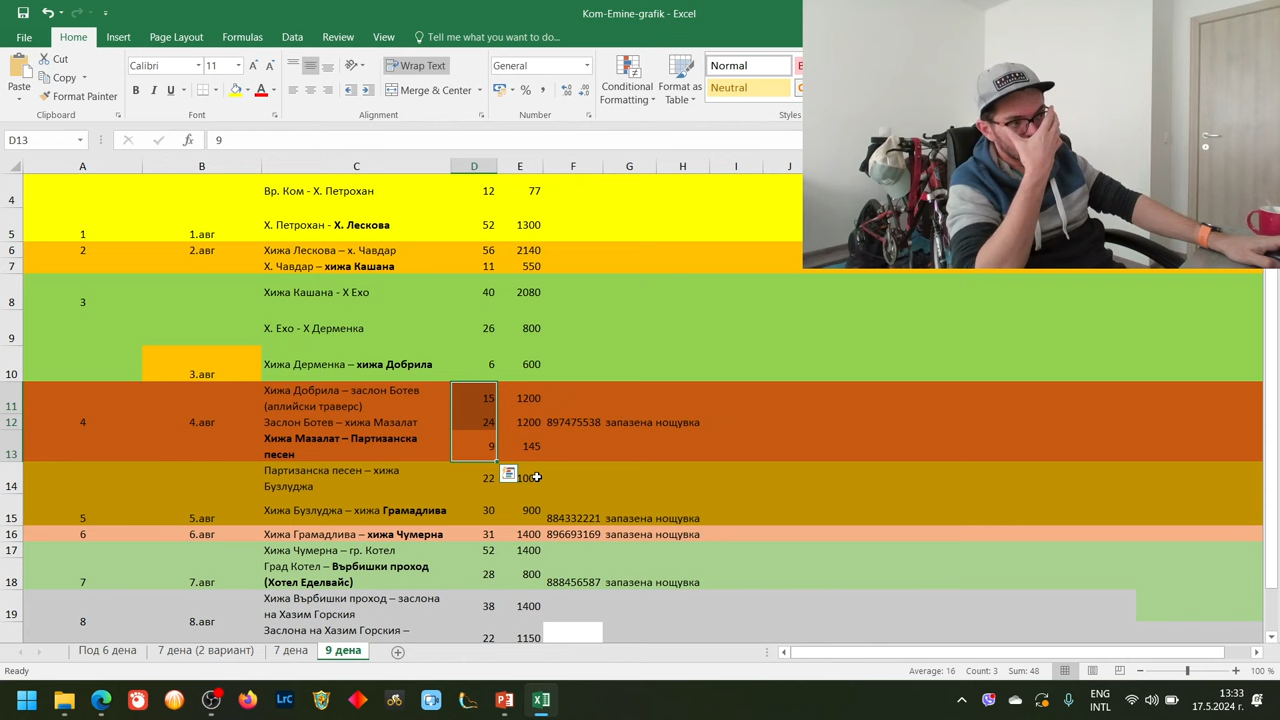 Kom-Emine-grafik - Excel
File Home Insert Page Layout Formulas Data Review View Tell me what you want to do...
Paste
Cut
Copy
Format Painter
Calibri 11
B I U
Wrap Text
Merge & Center
General
Conditional Formatting
Format as Table
Normal
Neutral
Clipboard Font Alignment Number Styles
D13 9
A B C D E F G H I J
4 Вр. Ком - Х. Петрохан 12 77
5 1 1.авг Х. Петрохан - Х. Лескова 52 1300
6 2 2.авг Хижа Лескова – х. Чавдар 56 2140
7 Х. Чавдар – хижа Кашана 11 550
8 3 Хижа Кашана - Х Ехо 40 2080
9 Х. Ехо - Х Дерменка 26 800
10 3.авг Хижа Дерменка – хижа Добрила 6 600
Хижа Добрила – заслон Ботев
11 (аплийски траверс) 15 1200
12 4 4.авг Заслон Ботев – хижа Мазалат 24 1200 897475538 запазена нощувка
Хижа Мазалат – Партизанска
13 песен 9 145
Партизанска песен – хижа
14 Бузлуджа 22
15 5 5.авг Хижа Бузлуджа – хижа Грамадлива 30 900 884332221 запазена нощувка
16 6 6.авг Хижа Грамадлива – хижа Чумерна 31 1400 896693169 запазена нощувка
17 Хижа Чумерна – гр. Котел 52 1400
Град Котел – Върбишки проход
18 7 7.авг (Хотел Еделвайс) 28 800 888456587 запазена нощувка
Хижа Върбишки проход – заслона
19 8 8.авг на Хазим Горския 38 1400
Заслона на Хазим Горския – 22 1150
Под 6 дена 7 дена (2 вариант) 7 дена 9 дена
Ready Average: 16 Count: 3 Sum: 48 100 %
Lrc
ENG
INTL
13:33
17.5.2024 г.